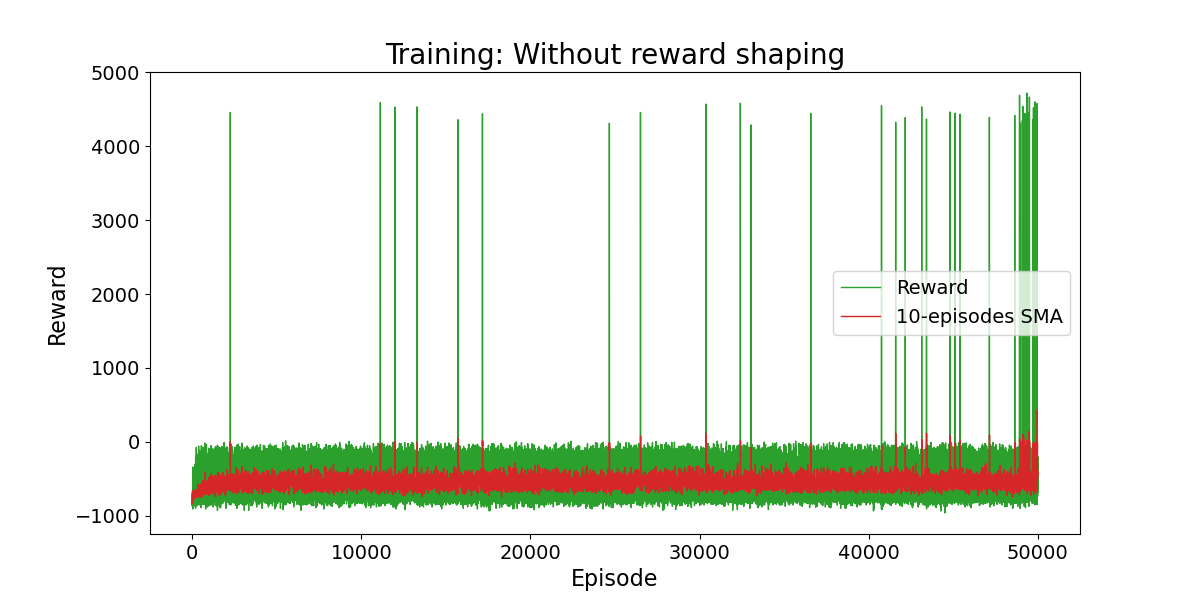 Training: Without reward shaping
5000
4000
3000
2000
1000
0
−1000
Reward
Reward
10-episodes SMA
0
10000
20000
30000
40000
50000
Episode